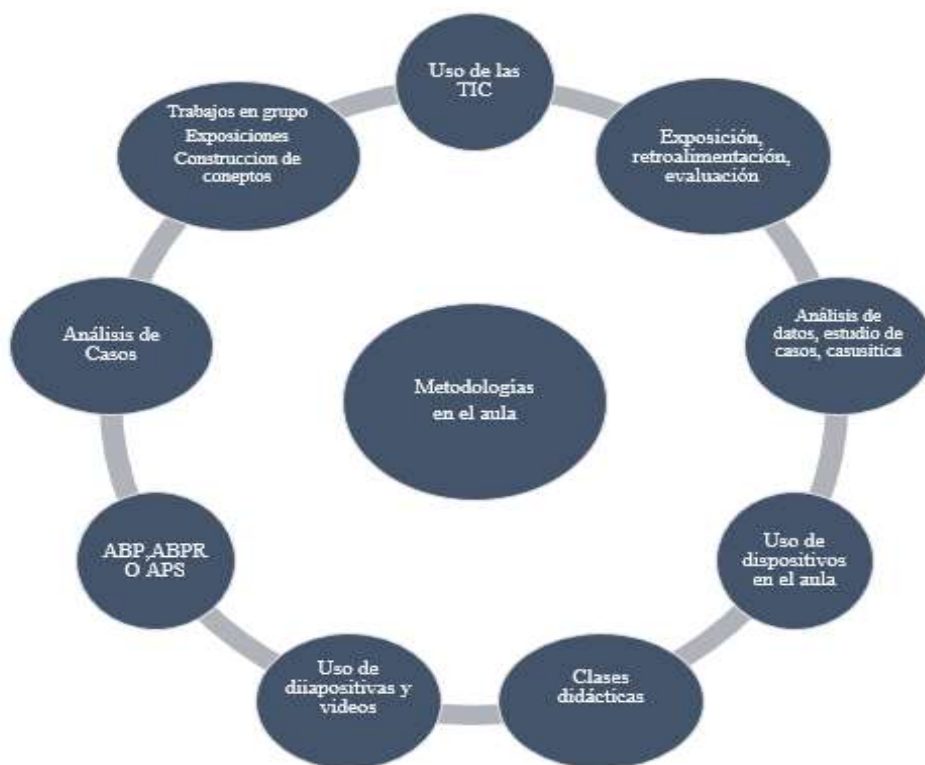 Uso de las
TIC
Exposición,
retroalimentación,
evaluación
Análisis de
datos, estudio de
casos, casusitica
Uso de
dispositivos
en el aula
Clases
didácticas
Uso de
diiapositivas y
videos
ABP,ABPR
O APS
Análisis de
Casos
Trabajos en grupo
Exposiciones
Construccion de
coneptos
Metodologías
en el aula